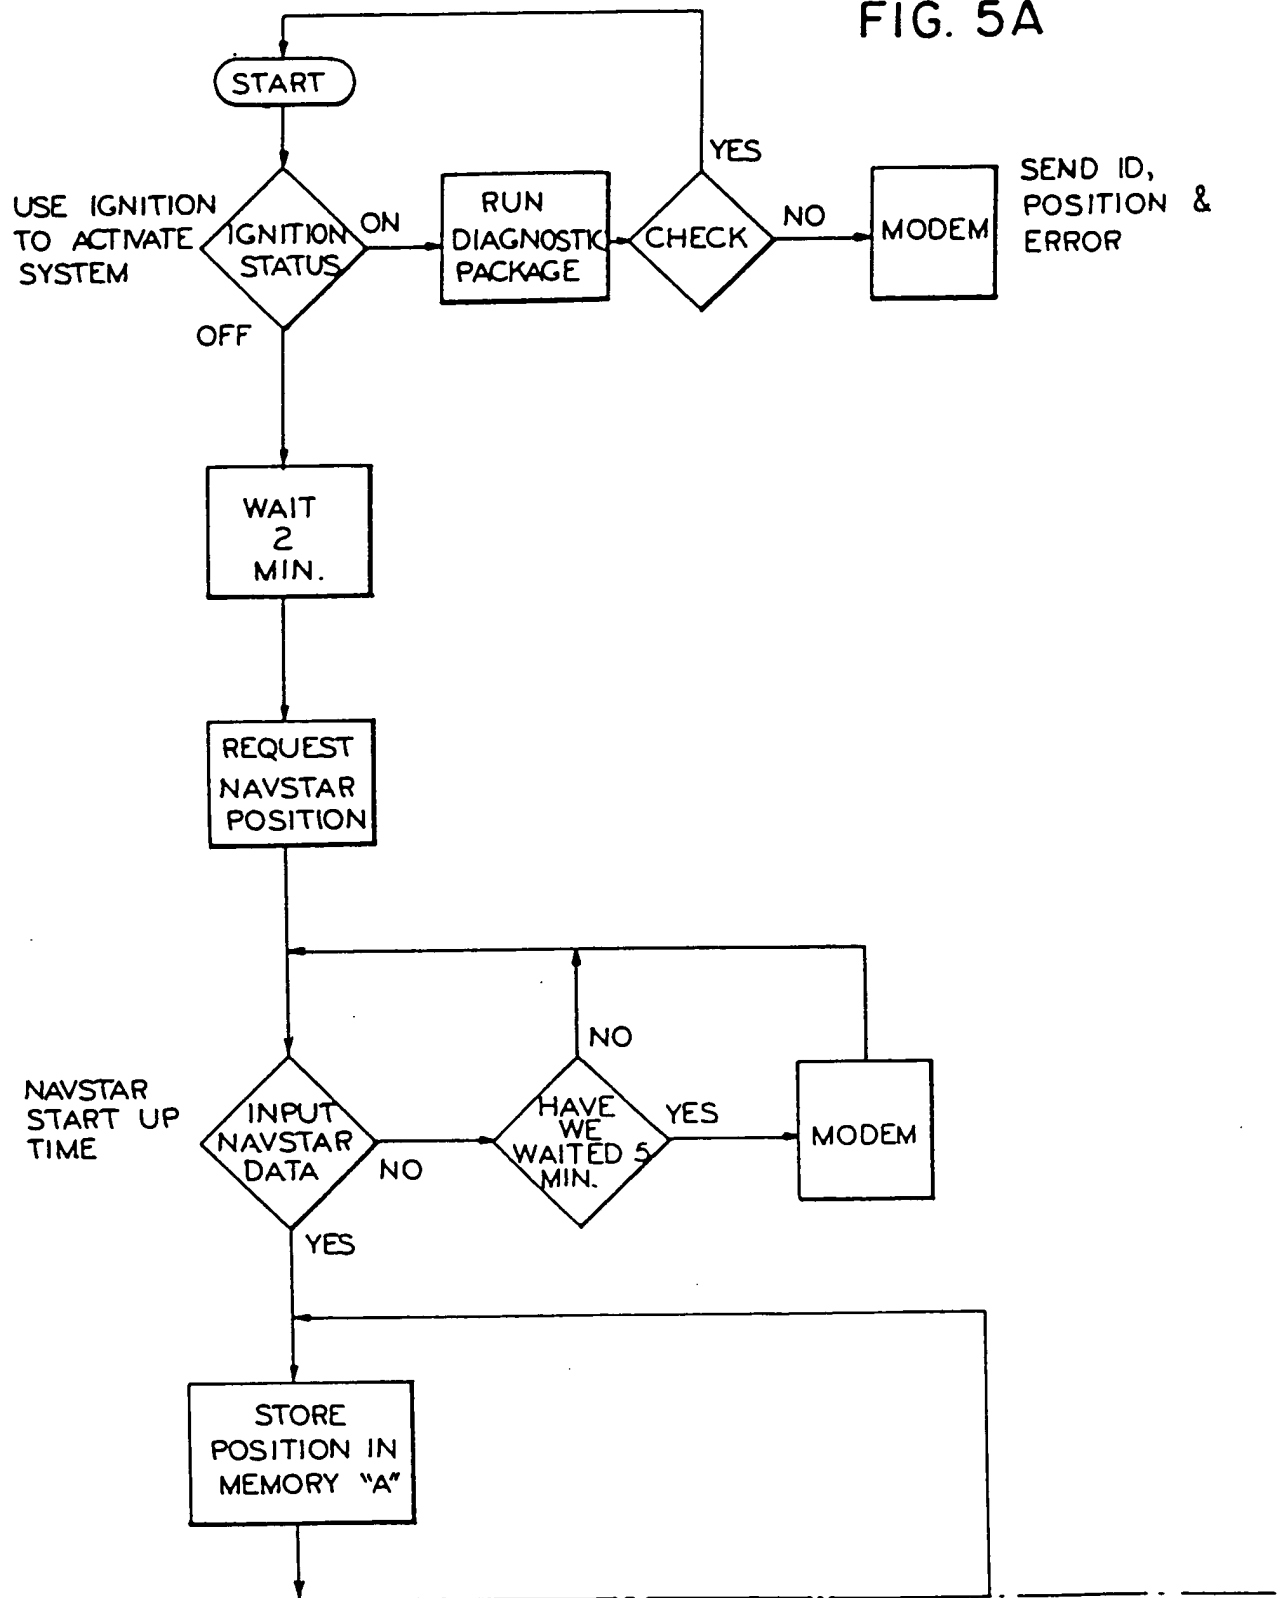 FIG. 5A
START
YES
USE IGNITION
TO ACTIVATE
SYSTEM
IGNITION
STATUS
ON
OFF
RUN
DIAGNOSTIC
PACKAGE
CHECK
NO
MODEM
SEND ID,
POSITION &
ERROR
WAIT
2
MIN.
REQUEST
NAVSTAR
POSITION
NAVSTAR
START UP
TIME
INPUT
NAVSTAR
DATA
NO
YES
HAVE
WE
WAITED 5
MIN.
NO
YES
MODEM
STORE
POSITION IN
MEMORY "A"